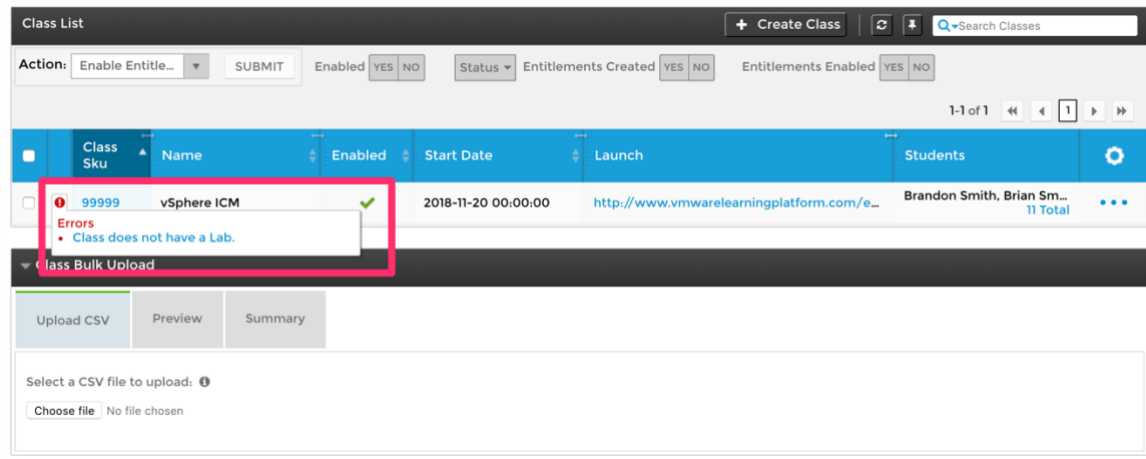 Class List
+ Create Class
Search Classes
Action: Enable Entitle... SUBMIT Enabled YES NO Status Entitlements Created YES NO Entitlements Enabled YES NO
1-1 of 1 1
Class Sku Name Enabled Start Date Launch Students
99999 vSphere ICM 2018-11-20 00:00:00 http://www.vmwarelearningplatform.com/e... Brandon Smith, Brian Sm...
11 Total
Errors
• Class does not have a Lab.
Class Bulk Upload
Upload CSV Preview Summary
Select a CSV file to upload:
Choose file No file chosen